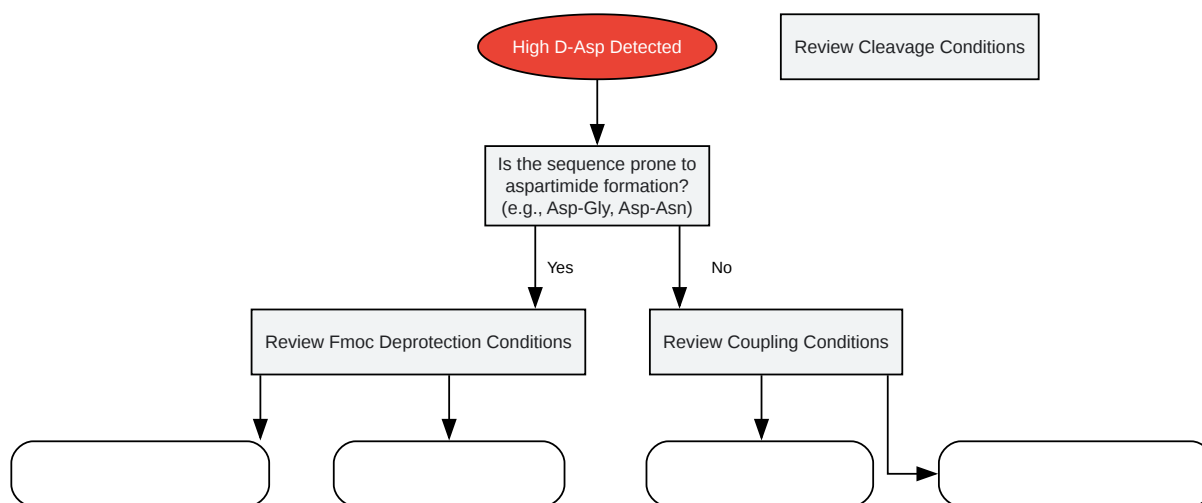 High D-Asp Detected
Review Cleavage Conditions
Is the sequence prone to
aspartimide formation?
(e.g., Asp-Gly, Asp-Asn)
Yes
No
Review Fmoc Deprotection Conditions
Review Coupling Conditions